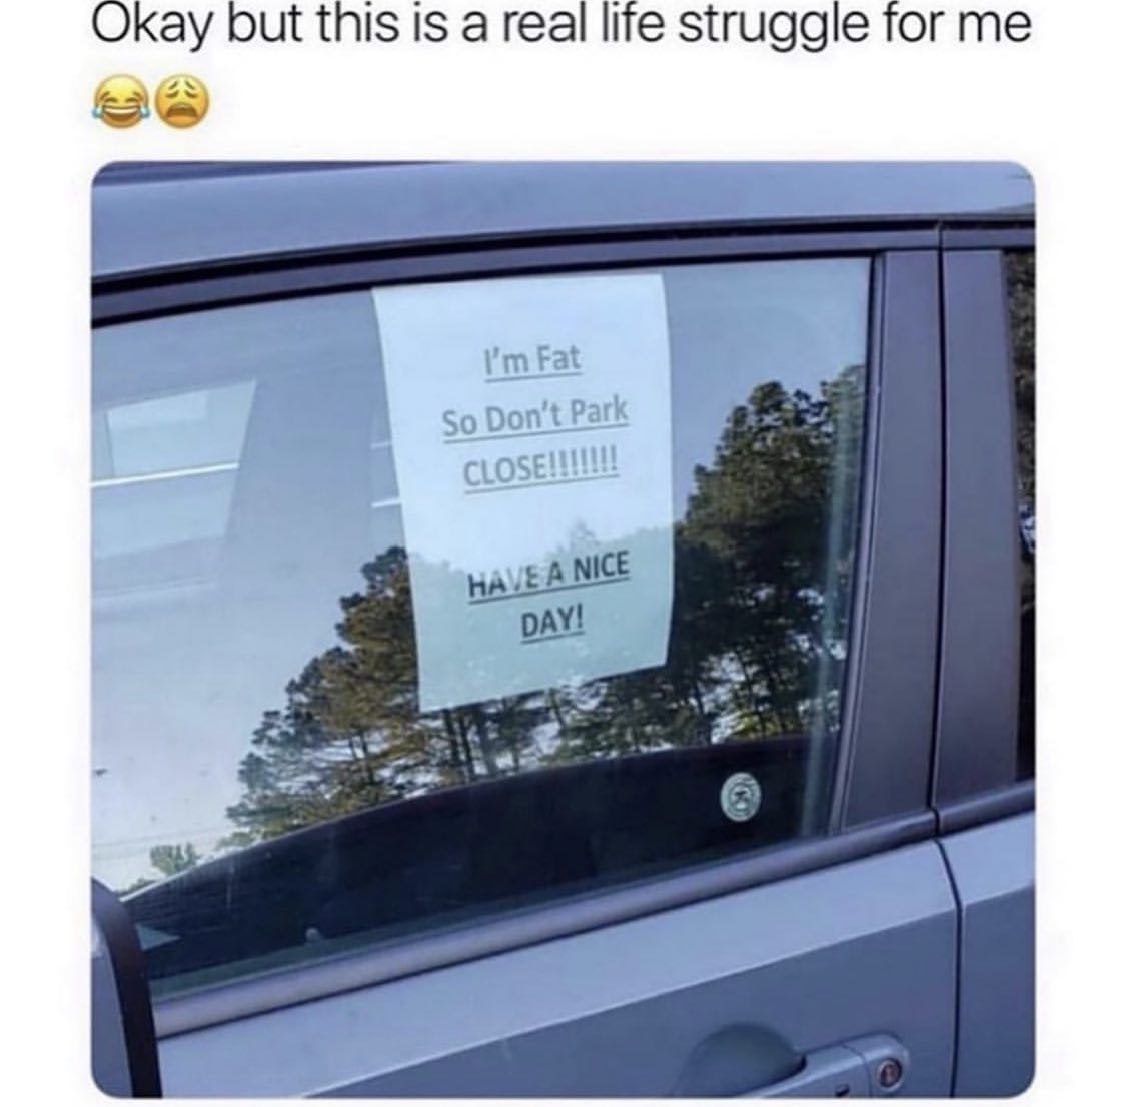 Okay but this is a real life struggle for me
😂😩
I'm Fat
So Don't Park
CLOSE!!!!!!!!
HAVE A NICE
DAY!